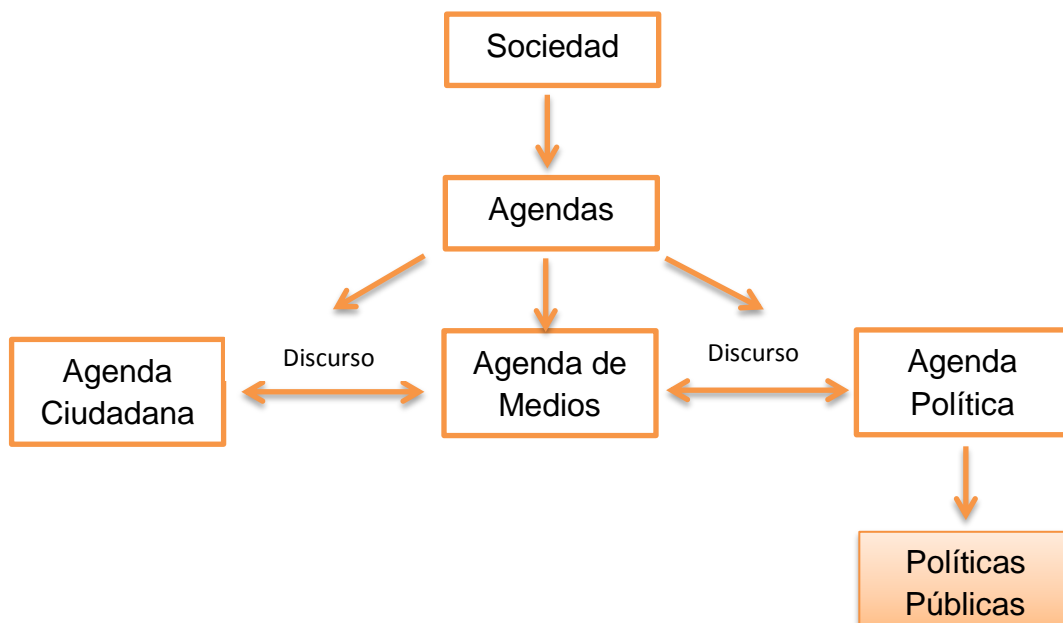 Sociedad
Agendas
Agenda
Ciudadana
Discurso
Agenda de
Medios
Discurso
Agenda
Política
Políticas
Públicas